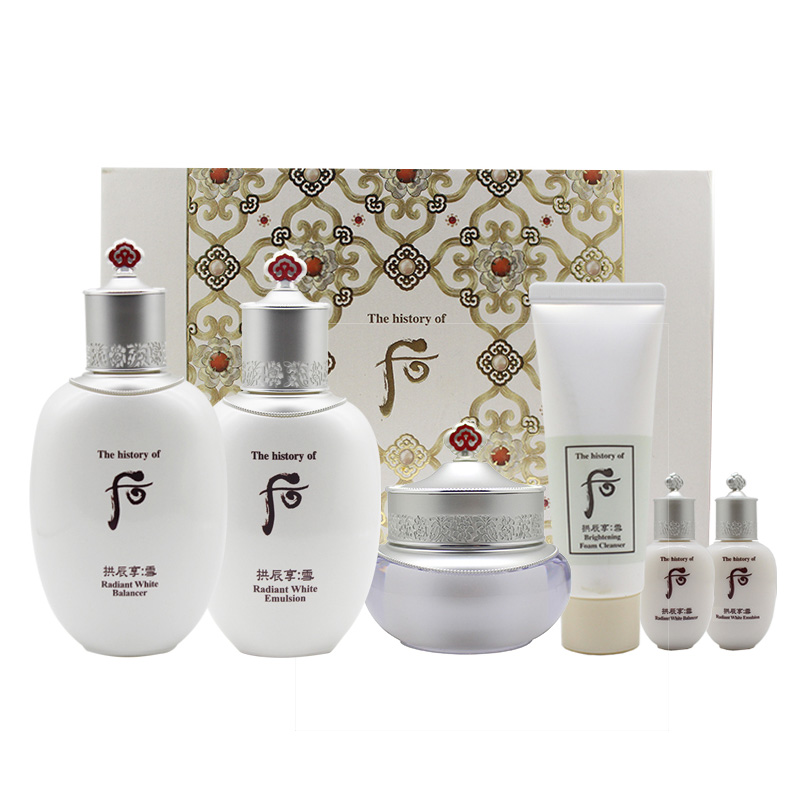 The history of
后
The history of
后
拱辰享:雪
Radiant White
Balancer
The history of
后
拱辰享:雪
Radiant White
Emulsion
The history of
后
拱辰享:雪
Brightening
Foam Cleanser
The history of
后
拱辰享:雪
Radiant White Balancer
The history of
后
拱辰享:雪
Radiant White Emulsion